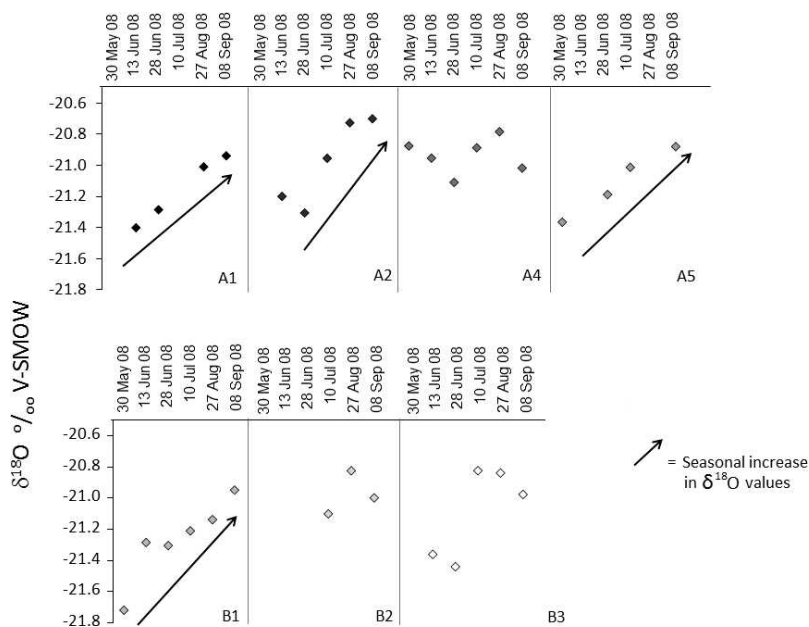 30 May 08
13 Jun 08
28 Jun 08
10 Jul 08
27 Aug 08
08 Sep 08
30 May 08
13 Jun 08
28 Jun 08
10 Jul 08
27 Aug 08
08 Sep 08
30 May 08
13 Jun 08
28 Jun 08
10 Jul 08
27 Aug 08
08 Sep 08
30 May 08
13 Jun 08
28 Jun 08
10 Jul 08
27 Aug 08
08 Sep 08
-20.6
-20.8
-21.0
-21.2
-21.4
-21.6
-21.8
A1
A2
A4
A5
δ¹⁸O ‰ V-SMOW
30 May 08
13 Jun 08
28 Jun 08
10 Jul 08
27 Aug 08
08 Sep 08
30 May 08
13 Jun 08
28 Jun 08
10 Jul 08
27 Aug 08
08 Sep 08
30 May 08
13 Jun 08
28 Jun 08
10 Jul 08
27 Aug 08
08 Sep 08
-20.6
-20.8
-21.0
-21.2
-21.4
-21.6
-21.8
B1
B2
B3
= Seasonal increase
in δ¹⁸O values